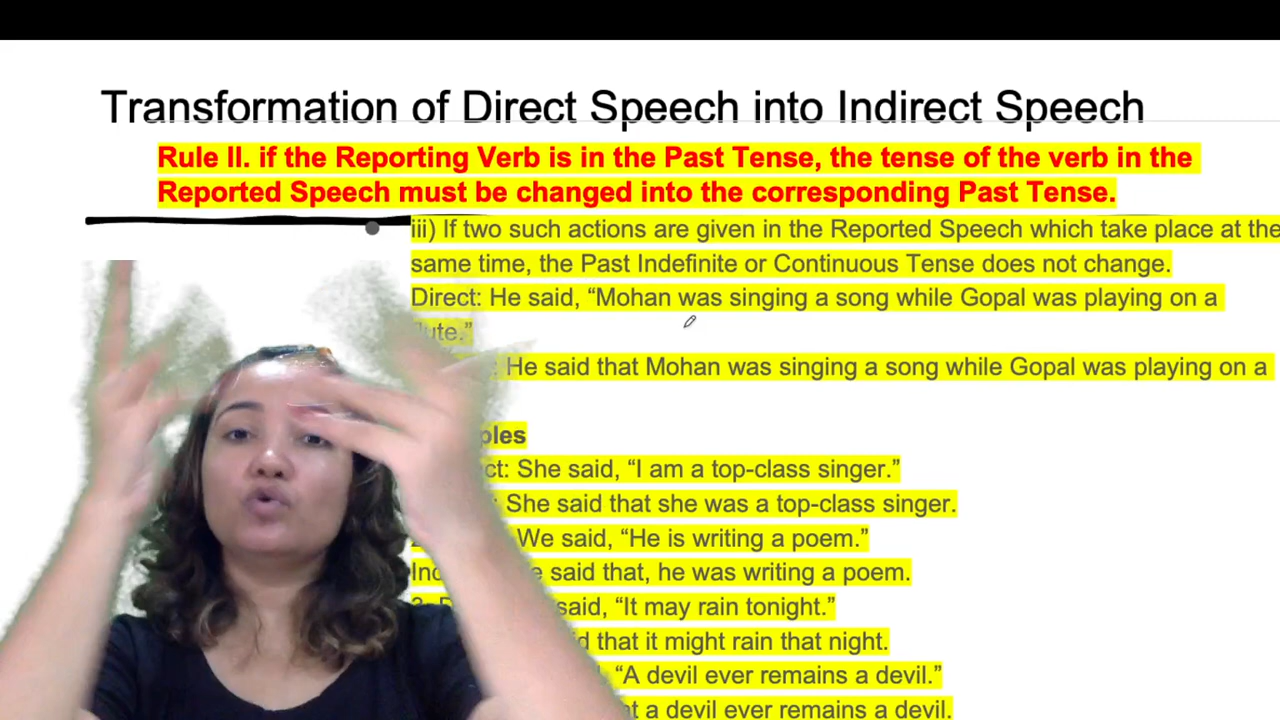 Transformation of Direct Speech into Indirect Speech
Rule II. if the Reporting Verb is in the Past Tense, the tense of the verb in the
Reported Speech must be changed into the corresponding Past Tense.
iii) If two such actions are given in the Reported Speech which take place at the
same time, the Past Indefinite or Continuous Tense does not change.
Direct: He said, “Mohan was singing a song while Gopal was playing on a
flute.”
He said that Mohan was singing a song while Gopal was playing on a
She said, “I am a top-class singer.”
She said that she was a top-class singer.
We said, “He is writing a poem.”
said that, he was writing a poem.
said, “It may rain tonight.”
that it might rain that night.
“A devil ever remains a devil.”
a devil ever remains a devil.